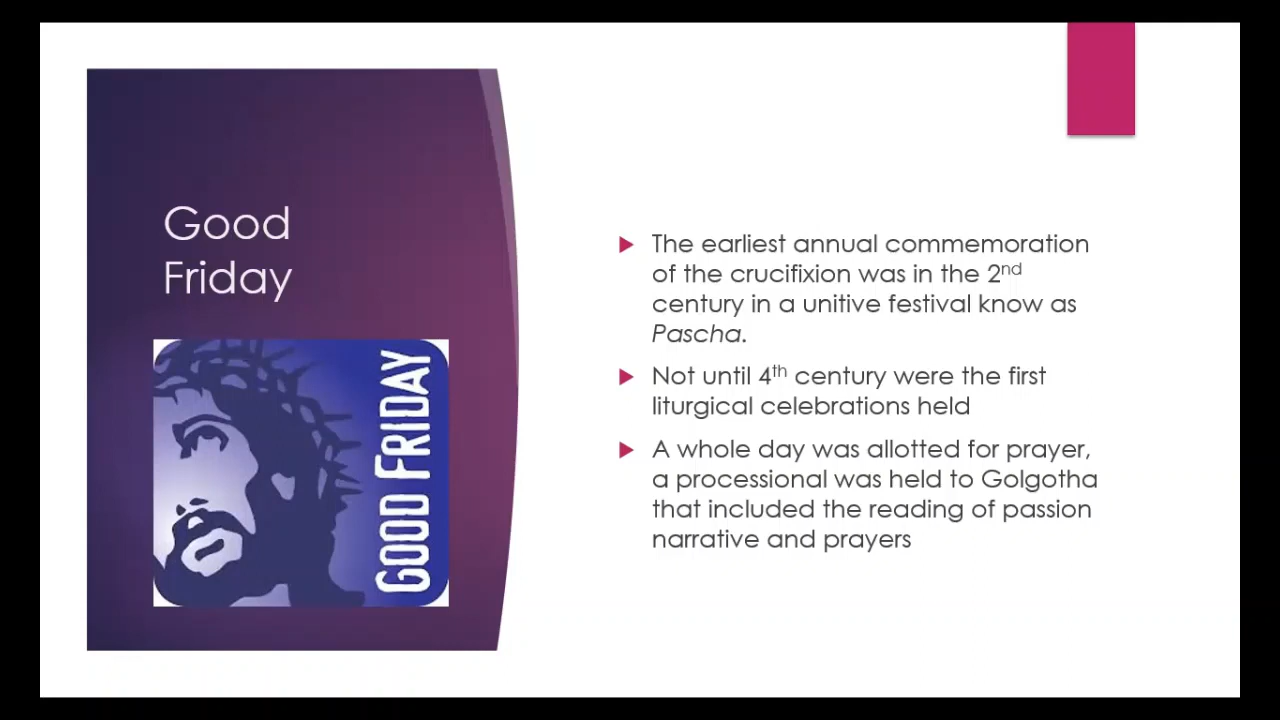 Good
Friday
GOOD FRIDAY
The earliest annual commemoration
of the crucifixion was in the 2nd
century in a unitive festival know as
Pascha.
Not until 4th century were the first
liturgical celebrations held
A whole day was allotted for prayer,
a processional was held to Golgotha
that included the reading of passion
narrative and prayers